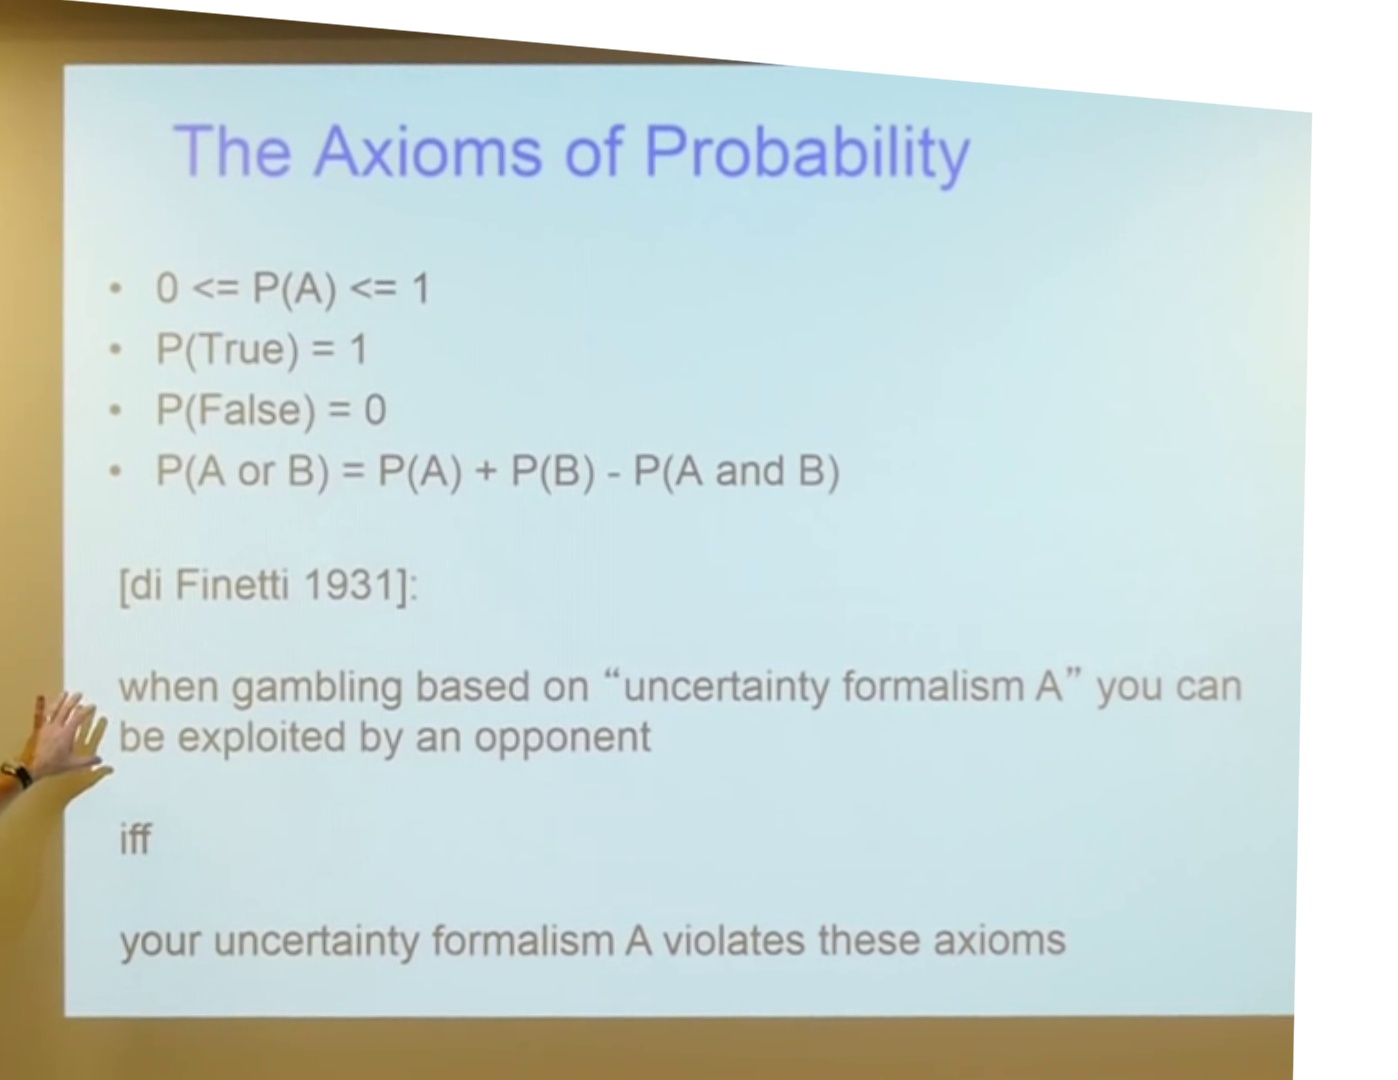 The Axioms of Probability
• 0 <= P(A) <= 1
• P(True) = 1
• P(False) = 0
• P(A or B) = P(A) + P(B) - P(A and B)
[di Finetti 1931]:
when gambling based on “uncertainty formalism A” you can
be exploited by an opponent
iff
your uncertainty formalism A violates these axioms